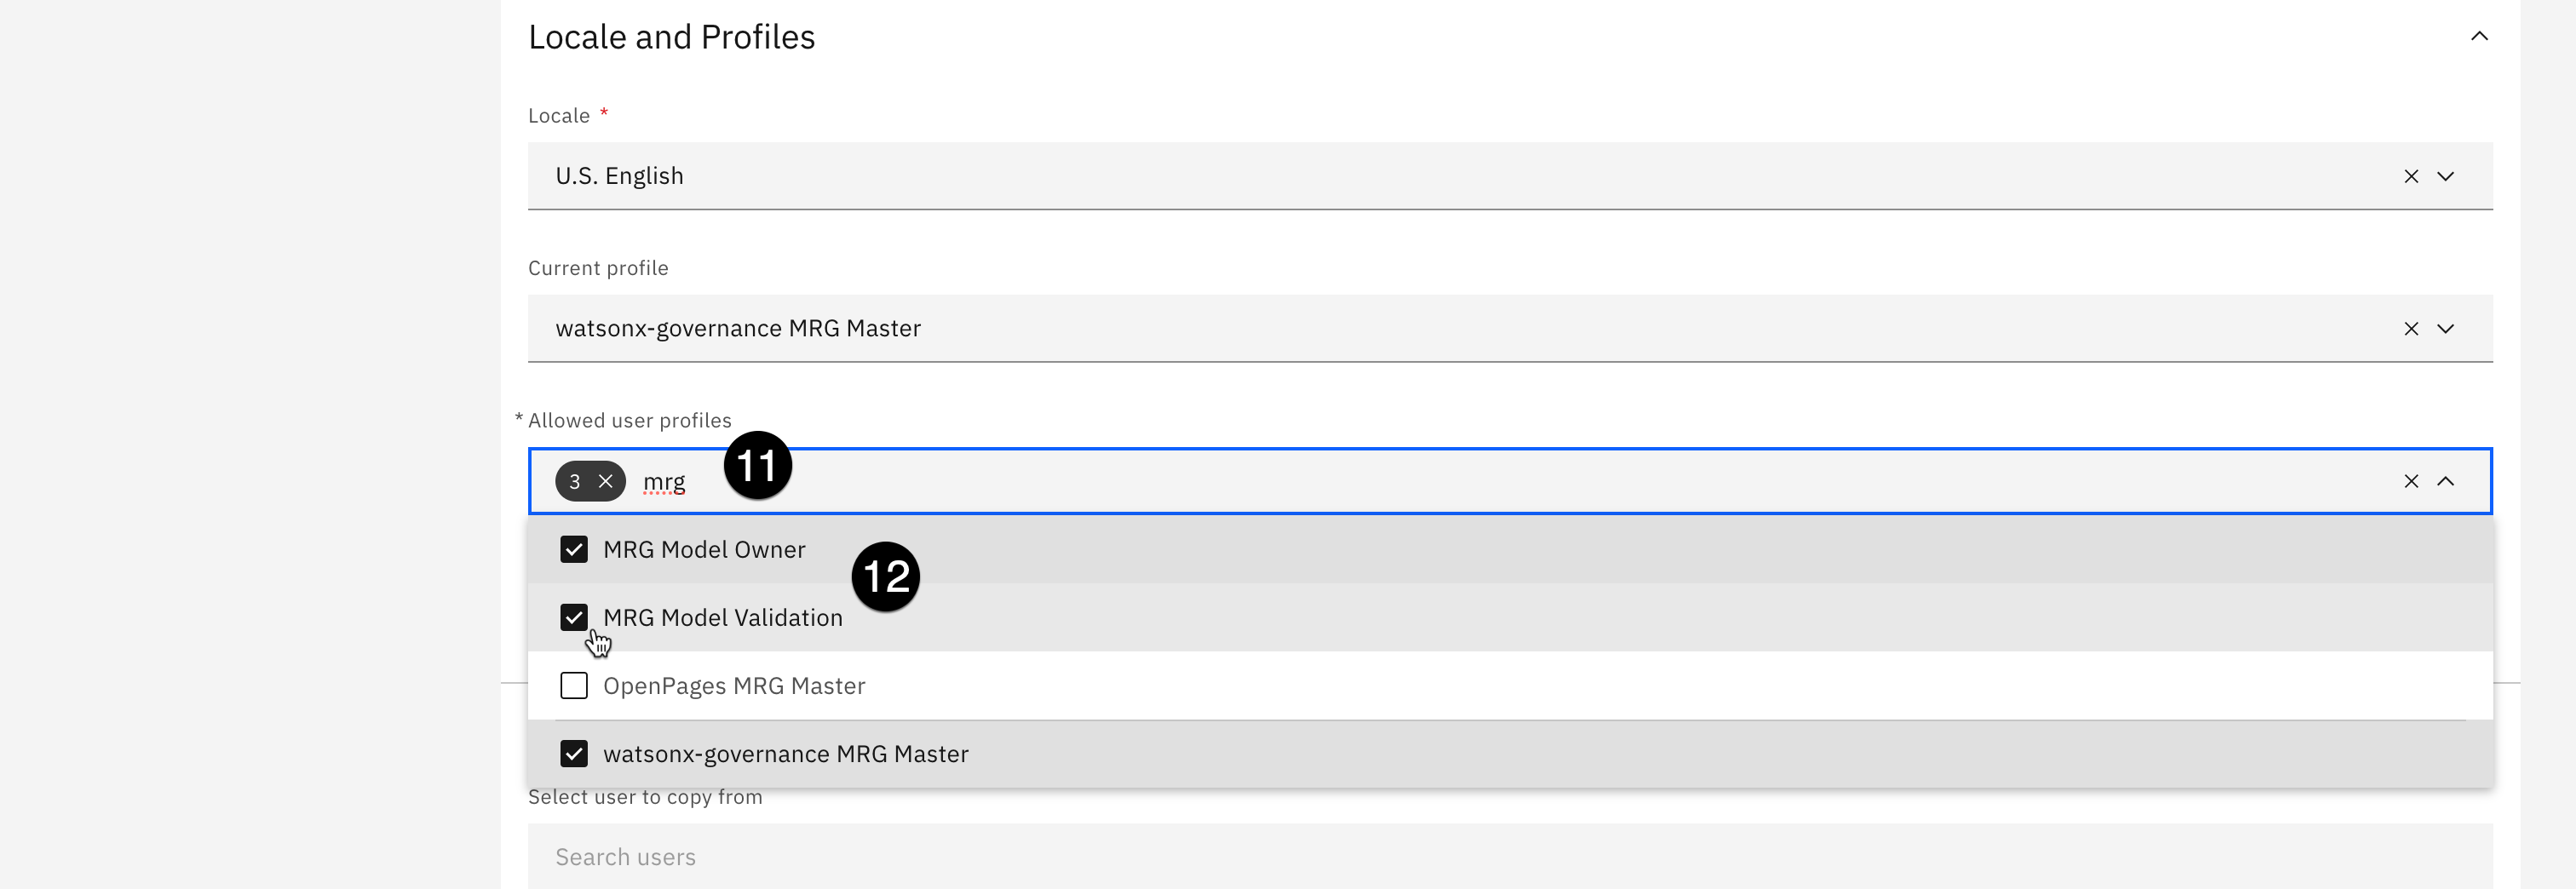 Locale and Profiles
Locale *
U.S. English
Current profile
watsonx-governance MRG Master
* Allowed user profiles
3 mrg
11
MRG Model Owner
12
MRG Model Validation
OpenPages MRG Master
watsonx-governance MRG Master
Select user to copy from
Search users